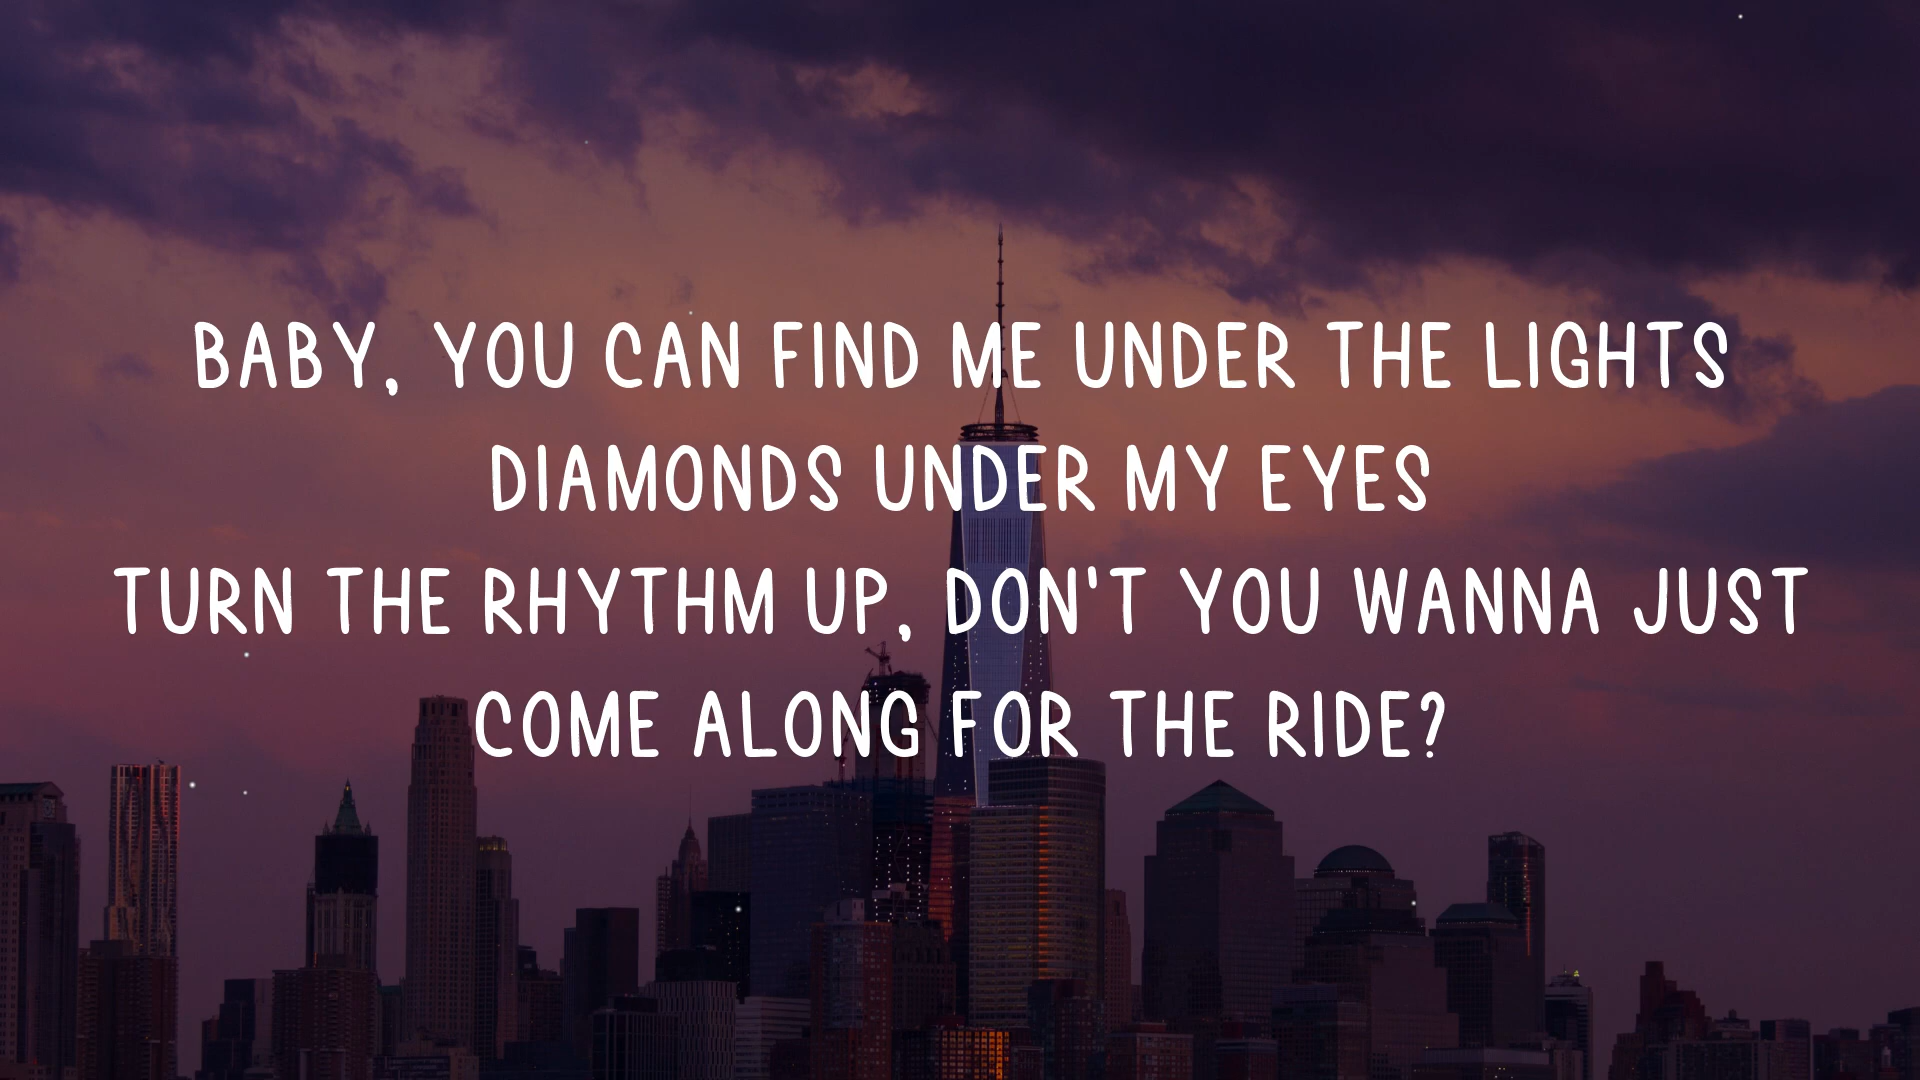 BABY, YOU CAN FIND ME UNDER THE LIGHTS
DIAMONDS UNDER MY EYES
TURN THE RHYTHM UP, DON'T YOU WANNA JUST
COME ALONG FOR THE RIDE?